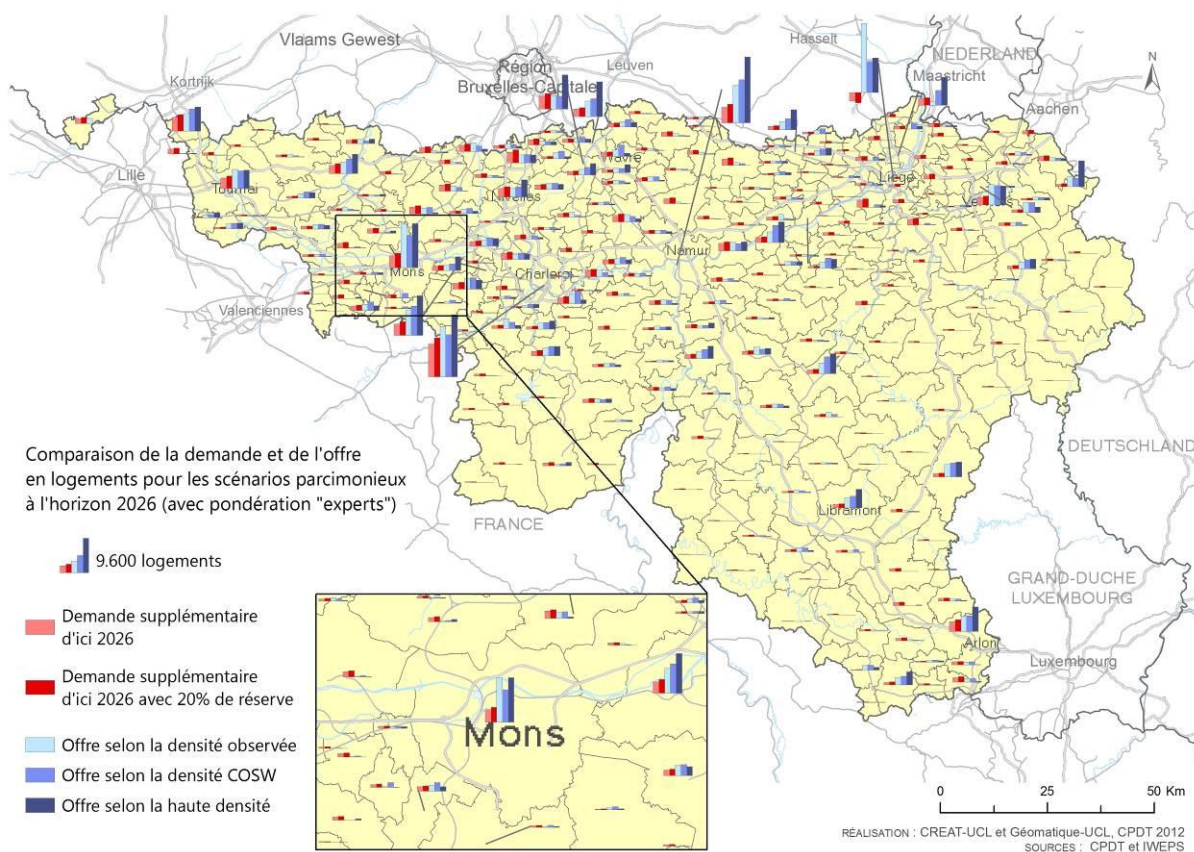 Vlaams Gewest
Hasselt
NEDERLAND
Kortrijk
Région
Bruxelles-Capitale
Leuven
Maastricht
N
Aachen
Lille
Wavre
Tournai
Nivelles
Liège
Mons
Namur
Charleroi
Valenciennes
Comparaison de la demande et de l'offre
en logements pour les scénarios parcimonieux
à l'horizon 2026 (avec pondération "experts")
DEUTSCHLAND
FRANCE
Libramont
9.600 logements
GRAND-DUCHE
LUXEMBOURG
Demande supplémentaire
d'ici 2026
Arlon
Luxembourg
Demande supplémentaire
d'ici 2026 avec 20% de réserve
Mons
Offre selon la densité observée
Offre selon la densité COSW
Offre selon la haute densité
0 25 50 Km
RÉALISATION : CREAT-UCL et Géomatique-UCL, CPDT 2012
SOURCES : CPDT et IWEPS